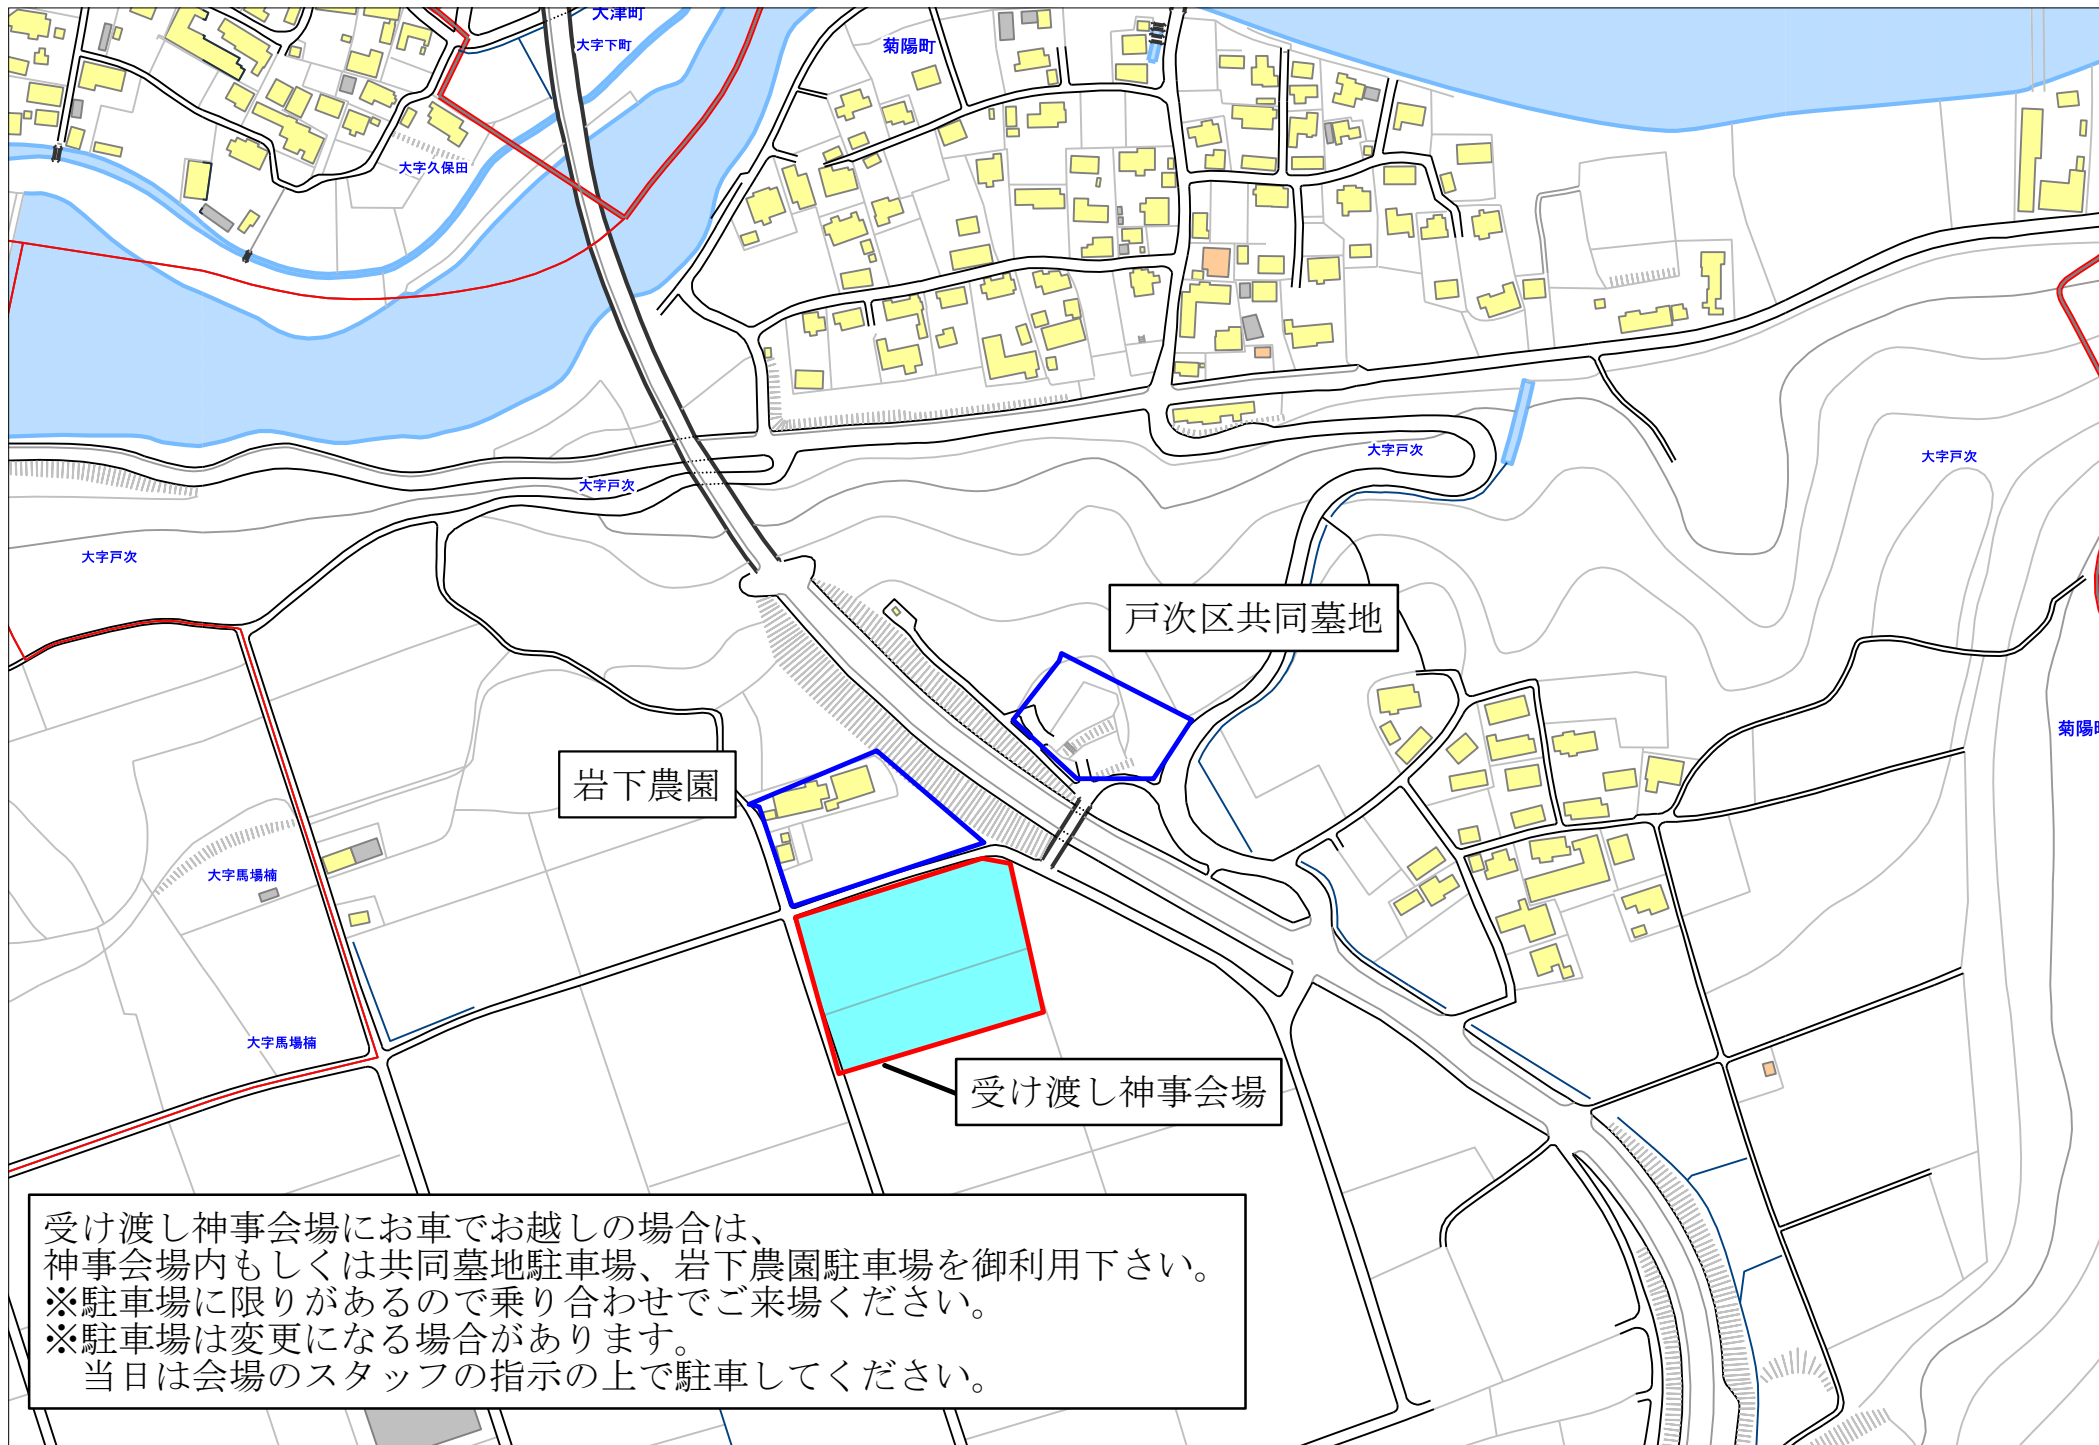 大津町
大字下町
菊陽町
大字久保田
大字戸次
大字戸次
大字戸次
大字戸次
戸次区共同墓地
菊陽町
岩下農園
大字馬場楠
大字馬場楠
受け渡し神事会場
受け渡し神事会場にお車でお越しの場合は、
神事会場内もしくは共同墓地駐車場、岩下農園駐車場を御利用下さい。
※駐車場に限りがあるので乗り合わせでご来場ください。
※駐車場は変更になる場合があります。
当日は会場のスタッフの指示の上で駐車してください。